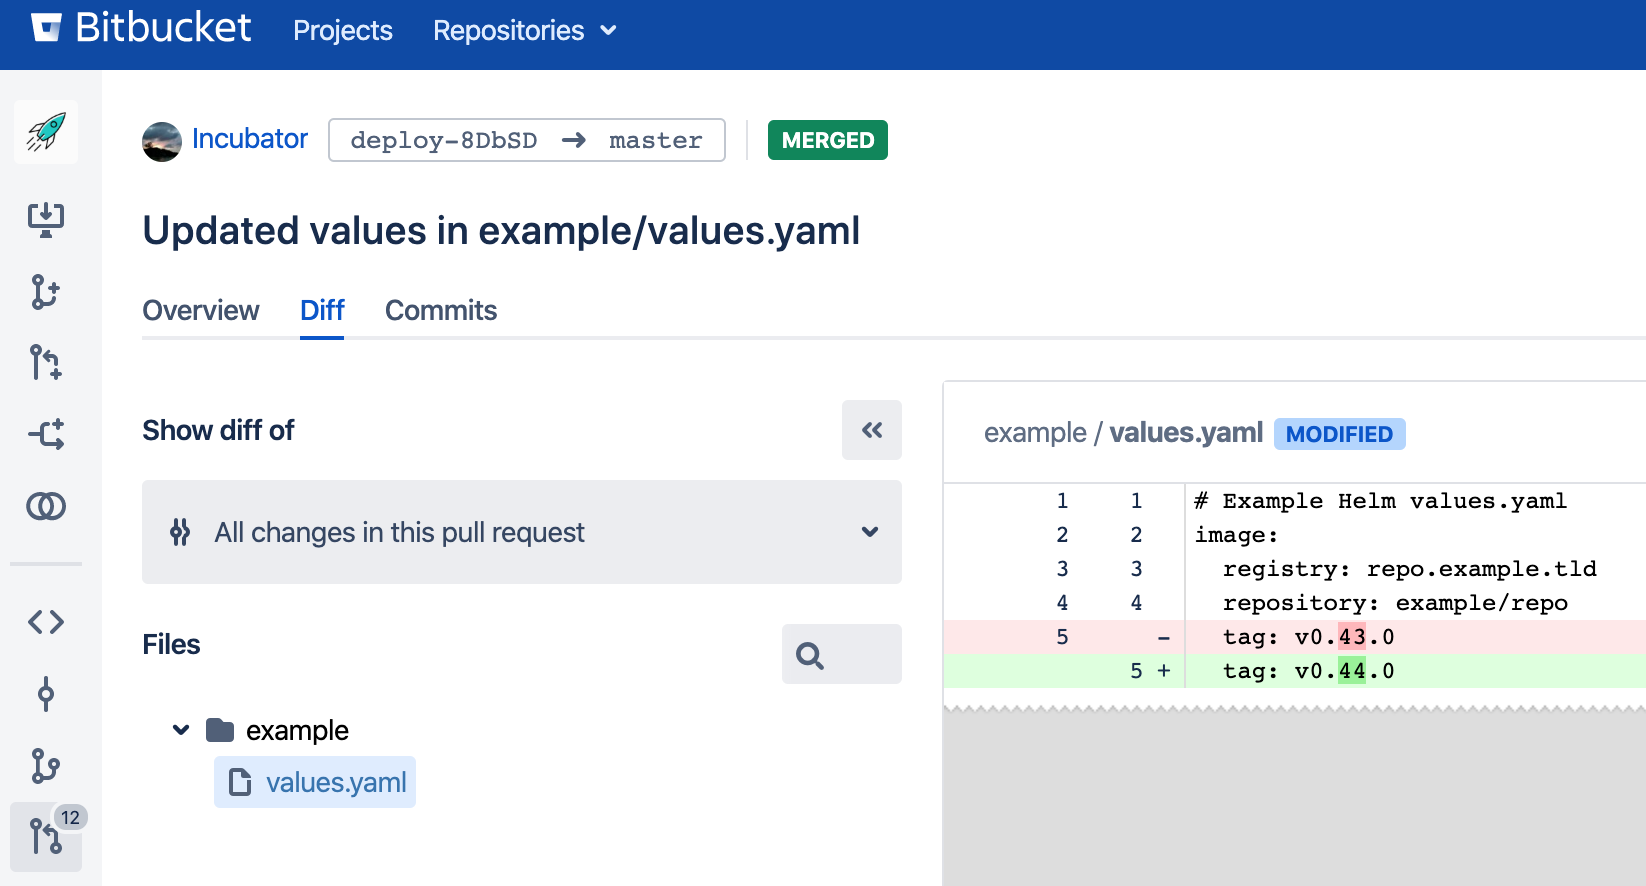 Bitbucket Projects Repositories
Incubator deploy-8DbSD → master MERGED
Updated values in example/values.yaml
Overview Diff Commits
Show diff of
All changes in this pull request
Files
example
values.yaml
12
example / values.yaml MODIFIED
1 1 # Example Helm values.yaml
2 2 image:
3 3 registry: repo.example.tld
4 4 repository: example/repo
5 - tag: v0.43.0
5 + tag: v0.44.0